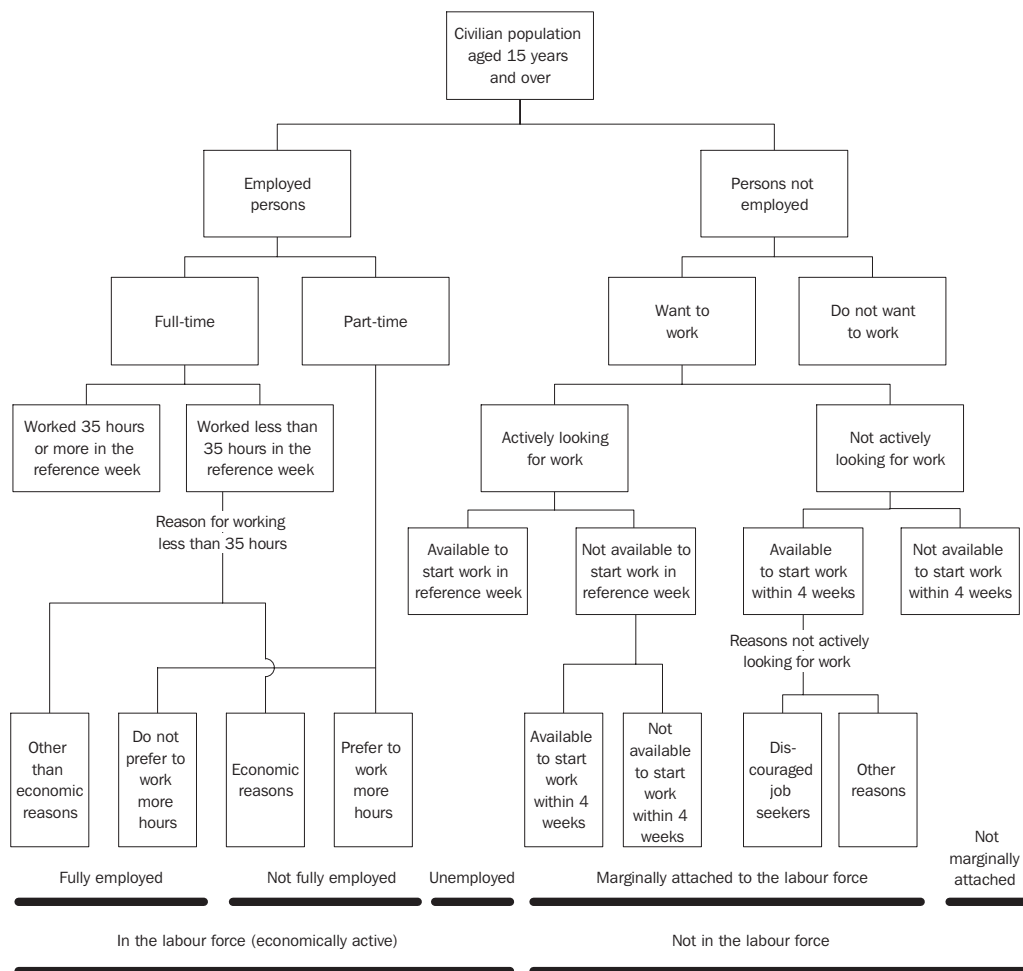 Civilian population
aged 15 years
and over
Employed
persons
Persons not
employed
Full-time
Part-time
Want to
work
Do not want
to work
Worked 35 hours
or more in the
reference week
Worked less than
35 hours in the
reference week
Actively looking
for work
Not actively
looking for work
Reason for working
less than 35 hours
Available to
start work in
reference week
Not available to
start work in
reference week
Available
to start work
within 4 weeks
Not available
to start work
within 4 weeks
Reasons not actively
looking for work
Other
than
economic
reasons
Do not
prefer to
work
more
hours
Economic
reasons
Prefer to
work
more
hours
Available
to start
work
within 4
weeks
Not
available
to start
work
within 4
weeks
Dis-
couraged
job
seekers
Other
reasons
Fully employed
Not fully employed
Unemployed
Marginally attached to the labour force
Not
marginally
attached
In the labour force (economically active)
Not in the labour force